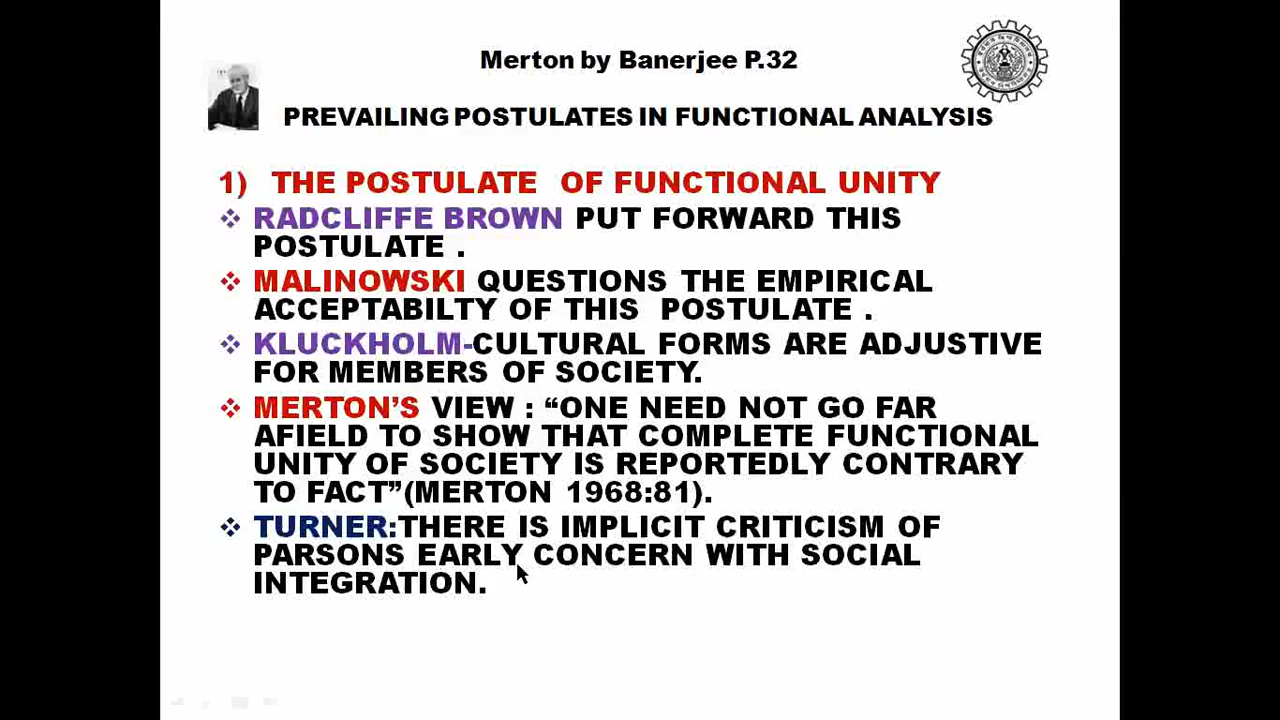 Merton by Banerjee P.32
PREVAILING POSTULATES IN FUNCTIONAL ANALYSIS
1) THE POSTULATE OF FUNCTIONAL UNITY
❖ RADCLIFFE BROWN PUT FORWARD THIS
POSTULATE .
❖ MALINOWSKI QUESTIONS THE EMPIRICAL
ACCEPTABILTY OF THIS POSTULATE .
❖ KLUCKHOLM-CULTURAL FORMS ARE ADJUSTIVE
FOR MEMBERS OF SOCIETY.
❖ MERTON’S VIEW : “ONE NEED NOT GO FAR
AFIELD TO SHOW THAT COMPLETE FUNCTIONAL
UNITY OF SOCIETY IS REPORTEDLY CONTRARY
TO FACT”(MERTON 1968:81).
❖ TURNER:THERE IS IMPLICIT CRITICISM OF
PARSONS EARLY CONCERN WITH SOCIAL
INTEGRATION.